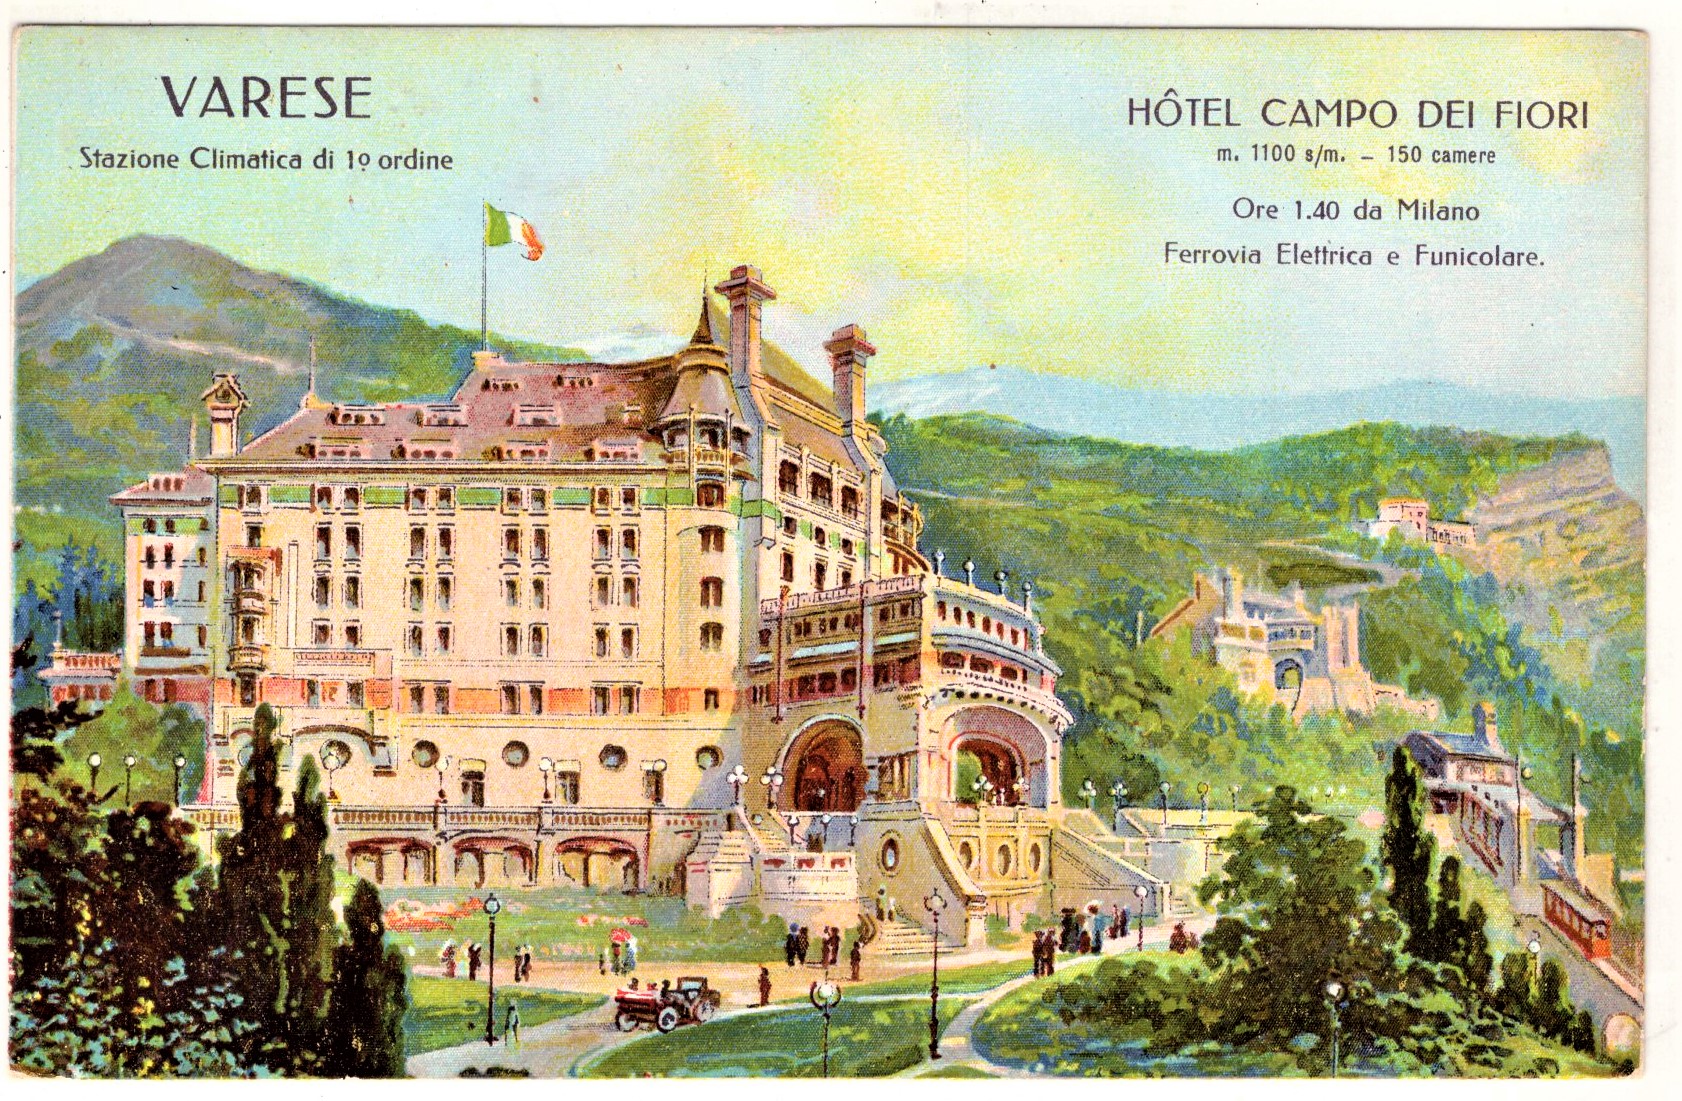 VARESE
Stazione Climatica di 1º ordine
HÔTEL CAMPO DEI FIORI
m. 1100 s/m. – 150 camere
Ore 1.40 da Milano
Ferrovia Elettrica e Funicolare.